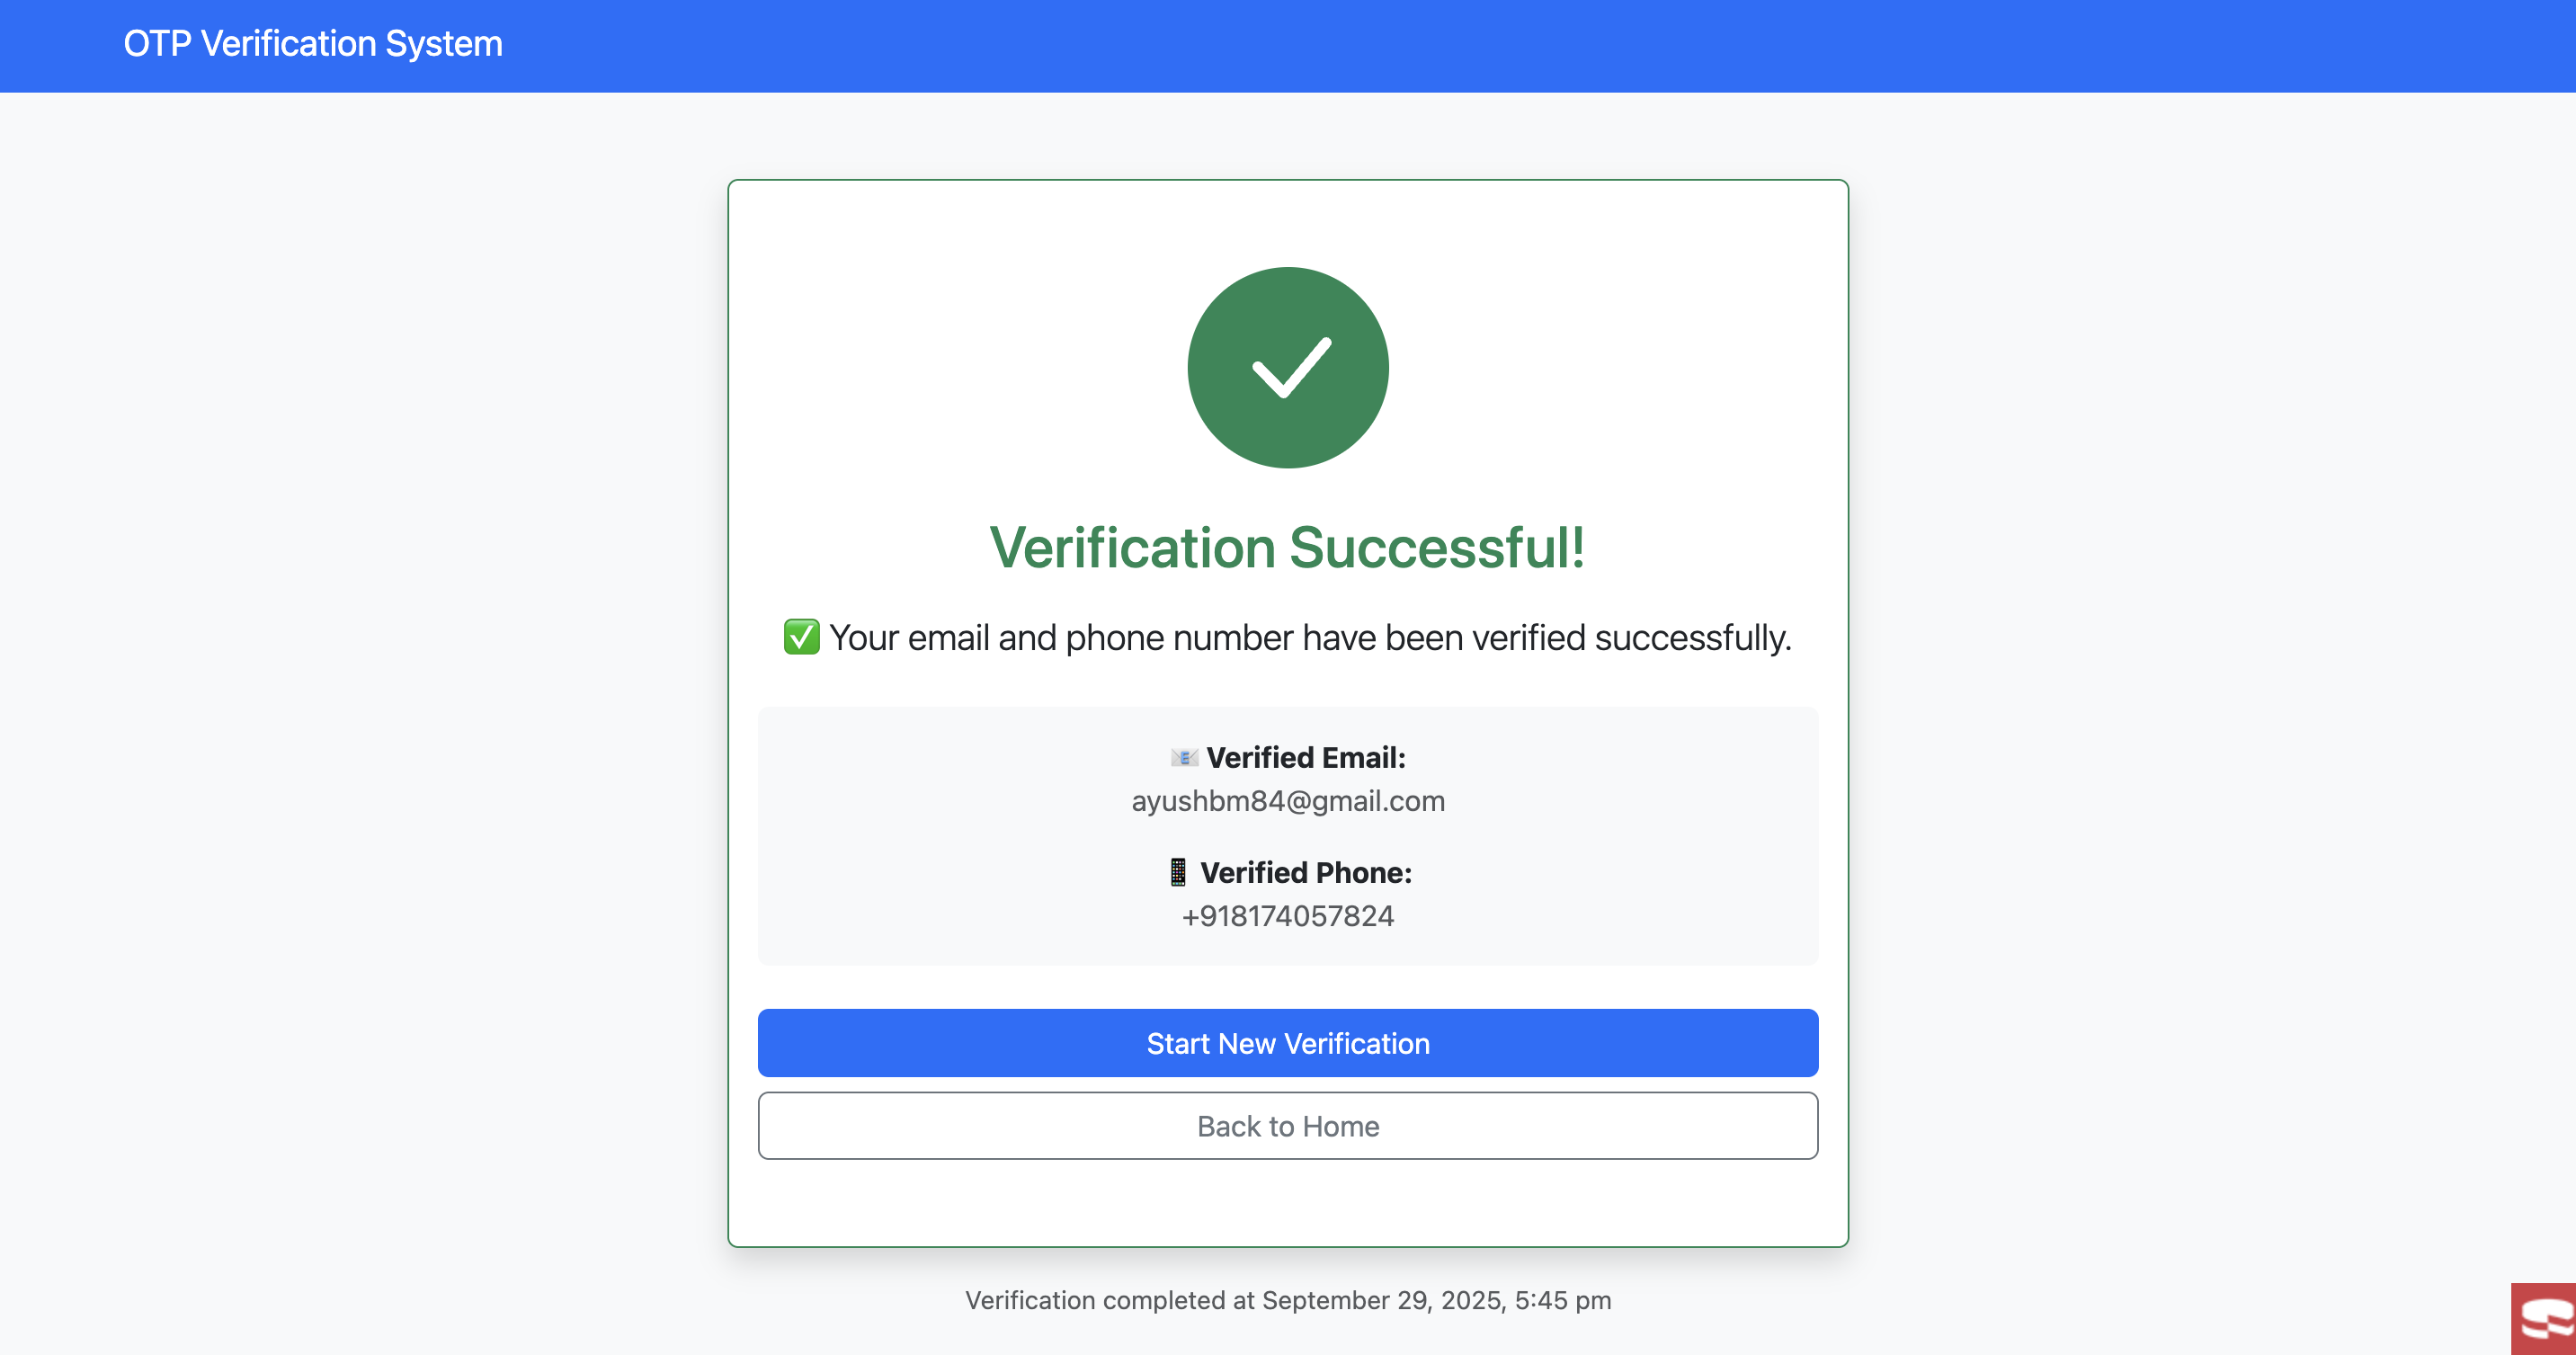 OTP Verification System
Verification Successful!
✅ Your email and phone number have been verified successfully.
📧 Verified Email:
ayushbm84@gmail.com
📱 Verified Phone:
+918174057824
Start New Verification
Back to Home
Verification completed at September 29, 2025, 5:45 pm